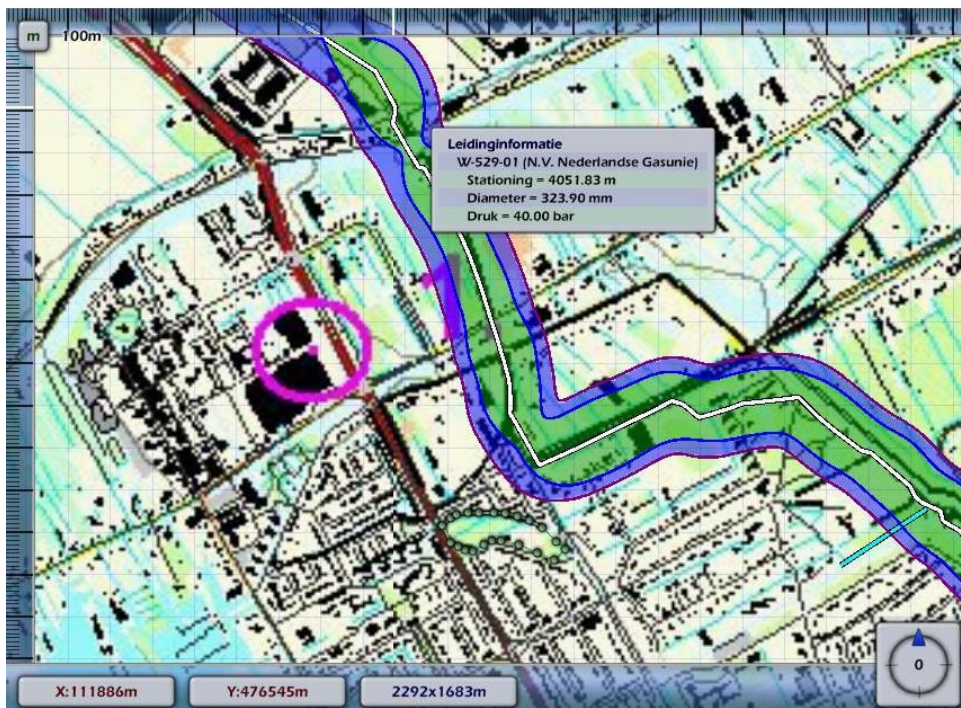 m
100m
Leidinginformatie
W-529-01 (N.V. Nederlandse Gasunie)
Stationing = 4051.83 m
Diameter = 323.90 mm
Druk = 40.00 bar
1
0
X:111886m
Y:476545m
2292x1683m